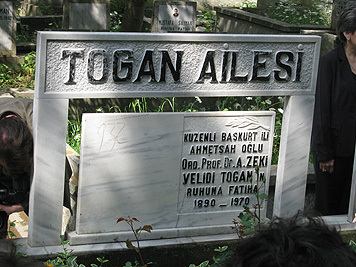 TOGAN AİLESİ
KUZENLİ BAŞKURT İLİ
AHMETŞAH OĞLU
ORD. PROF. DR. A. ZEKİ
VELİDİ TOGAN'IN
RUHUNA FATİHA
1890 - 1970